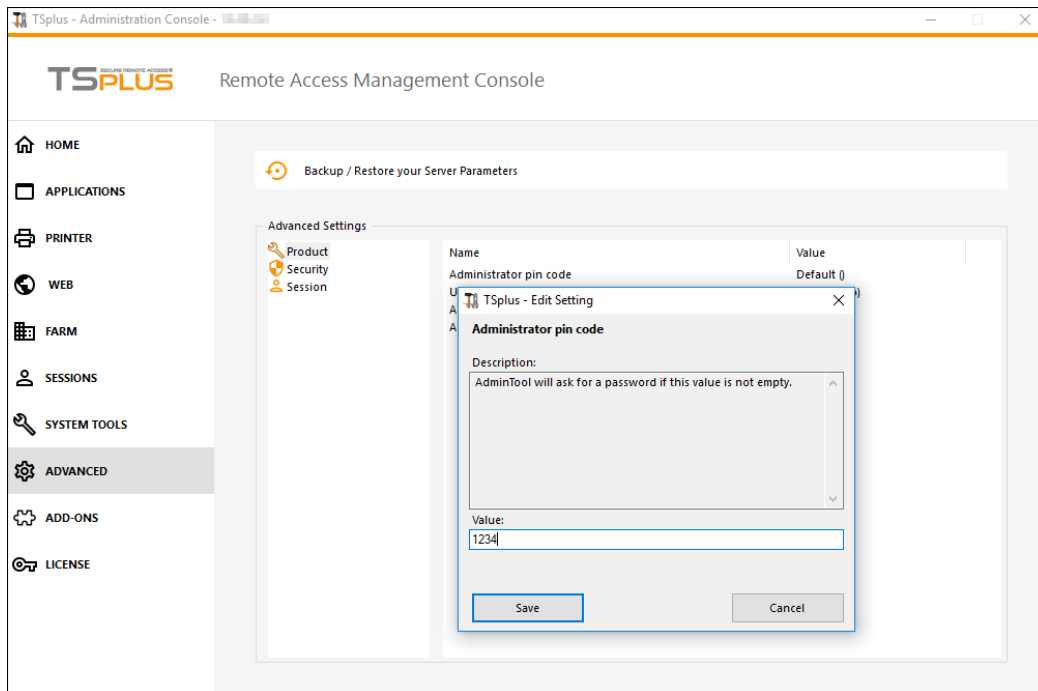 TSplus - Administration Console -
SECURE REMOTE ACCESS
TSPLUS
Remote Access Management Console
HOME
APPLICATIONS
PRINTER
WEB
FARM
SESSIONS
SYSTEM TOOLS
ADVANCED
ADD-ONS
LICENSE
Backup / Restore your Server Parameters
Advanced Settings
Product
Security
Session
Name Value
Administrator pin code Default ()
U
A
A
TSplus - Edit Setting
Administrator pin code
Description:
AdminTool will ask for a password if this value is not empty.
Value:
1234
Save Cancel